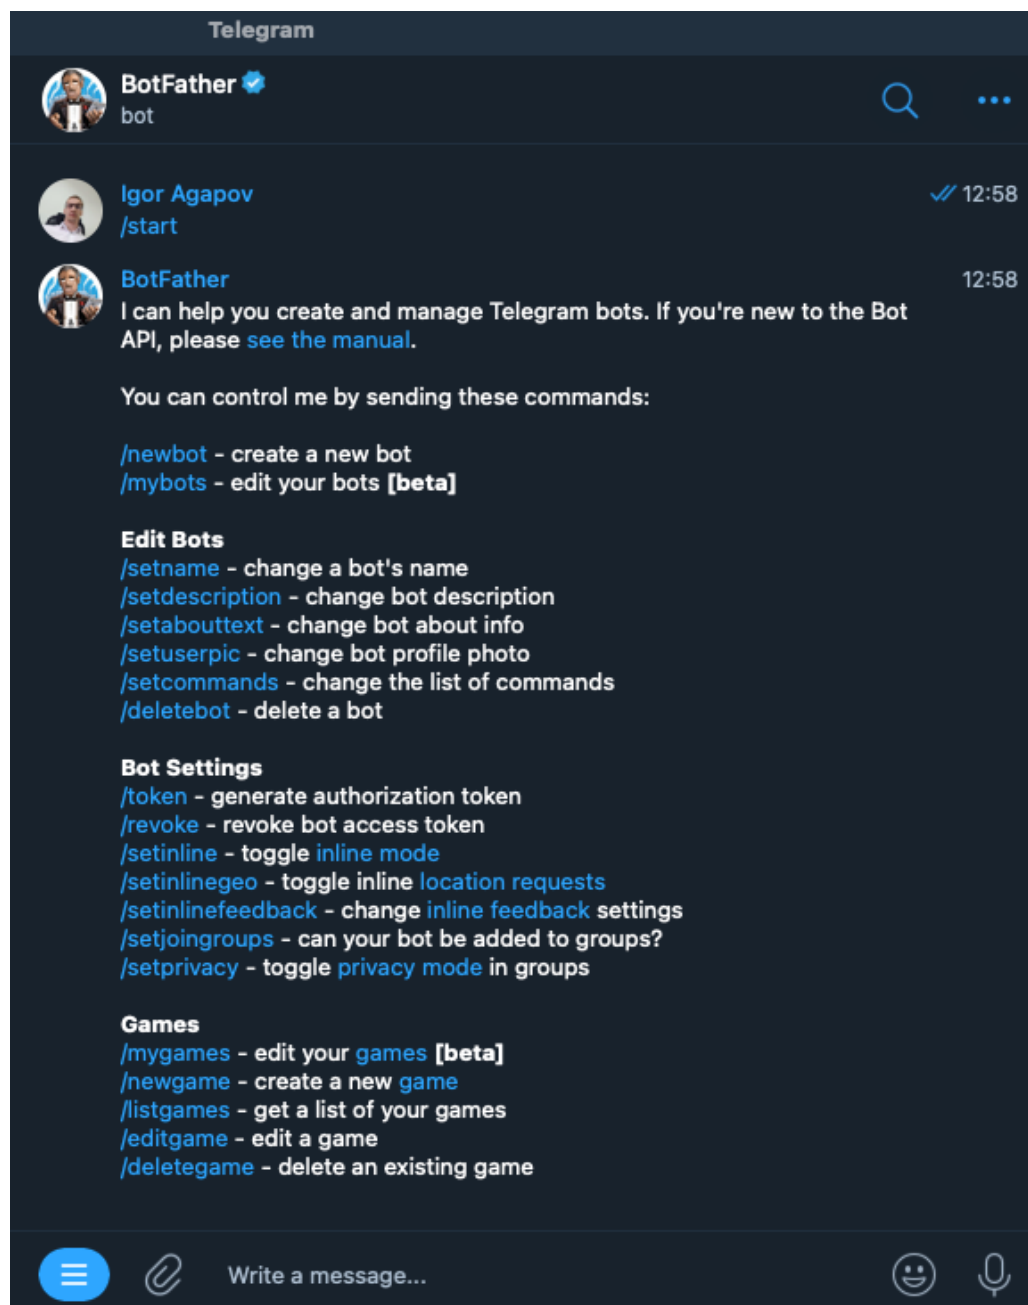 Telegram
BotFather
bot
Igor Agapov
12:58
/start
BotFather
12:58
I can help you create and manage Telegram bots. If you're new to the Bot
API, please see the manual.
You can control me by sending these commands:
/newbot - create a new bot
/mybots - edit your bots [beta]
Edit Bots
/setname - change a bot's name
/setdescription - change bot description
/setabouttext - change bot about info
/setuserpic - change bot profile photo
/setcommands - change the list of commands
/deletebot - delete a bot
Bot Settings
/token - generate authorization token
/revoke - revoke bot access token
/setinline - toggle inline mode
/setinlinegeo - toggle inline location requests
/setinlinefeedback - change inline feedback settings
/setjoingroups - can your bot be added to groups?
/setprivacy - toggle privacy mode in groups
Games
/mygames - edit your games [beta]
/newgame - create a new game
/listgames - get a list of your games
/editgame - edit a game
/deletegame - delete an existing game
Write a message...